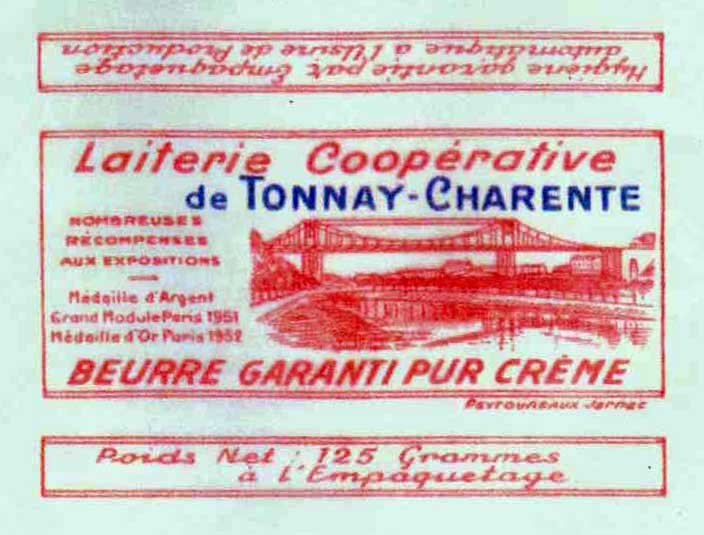 Hygiène garantie par Empaquetage
automatique à l'Usine de Production
Laiterie Coopérative
de TONNAY-CHARENTE
NOMBREUSES
RÉCOMPENSES
AUX EXPOSITIONS
Médaille d'Argent
Grand Module Paris 1951
Médaille d'Or Paris 1952
BEURRE GARANTI PUR CRÈME
PEYTOUREAUX-Jarnac
Poids Net : 125 Grammes
à l'Empaquetage